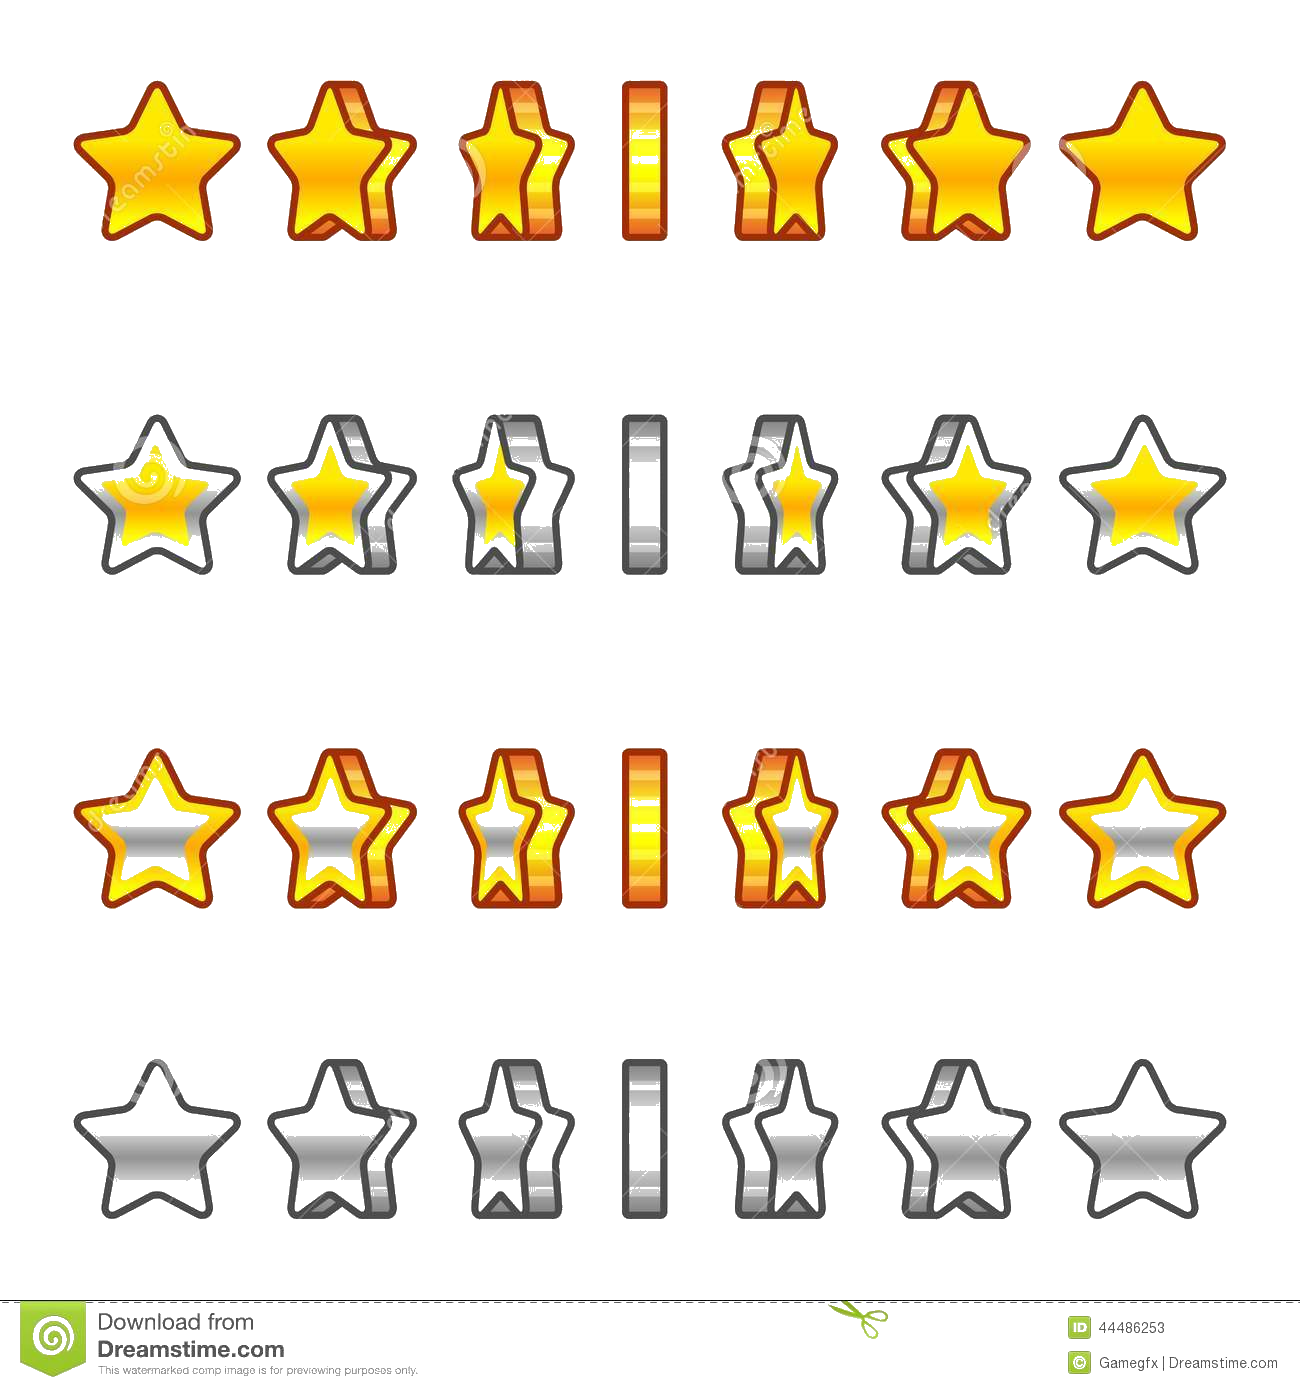 Download from
Dreamstime.com
This watermarked comp image is for previewing purposes only.
ID 44486253
© Gamegfx | Dreamstime.com